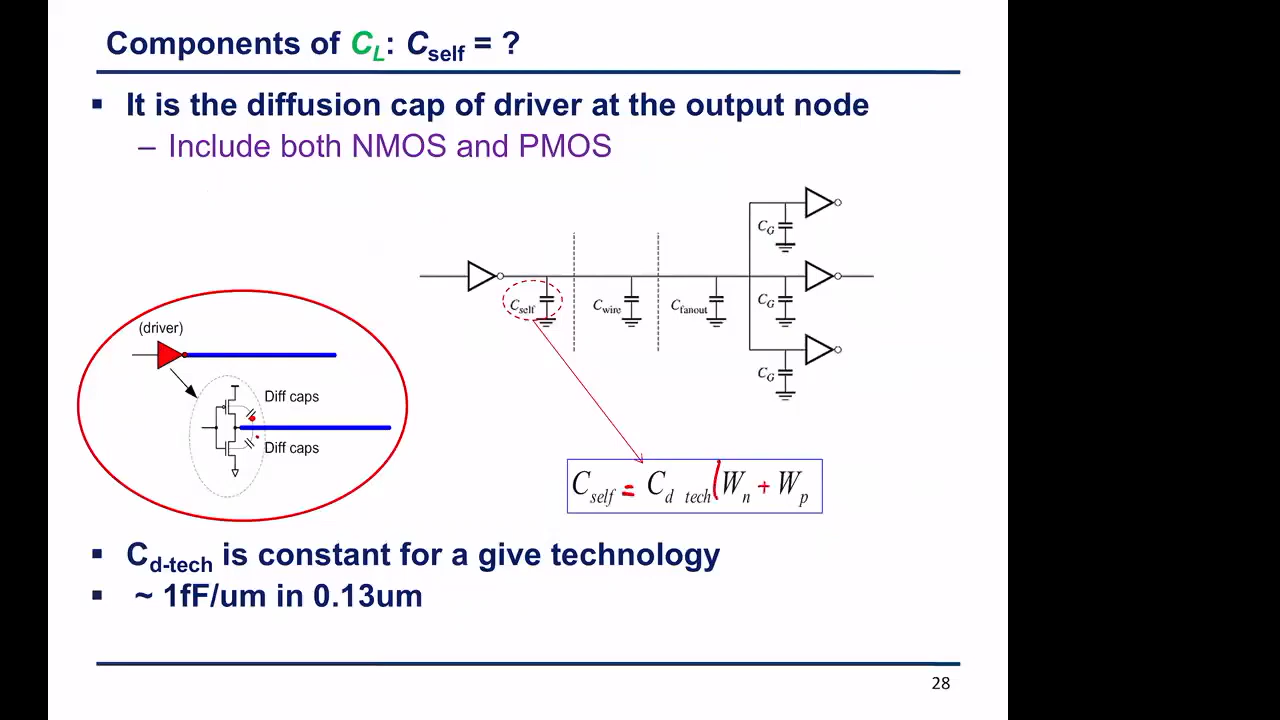 Components of CL: Cself = ?
▪ It is the diffusion cap of driver at the output node
– Include both NMOS and PMOS
CG
Cself
Cwire
Cfanout
CG
CG
(driver)
Diff caps
Diff caps
Cself = Cd tech(Wn + Wp
▪ Cd-tech is constant for a give technology
▪ ~ 1fF/um in 0.13um
28